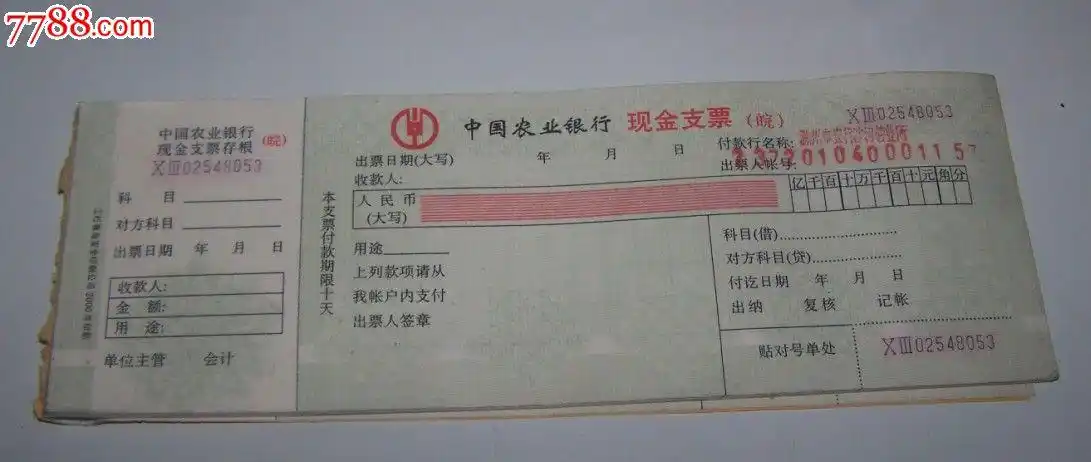 7788.com
中国农业银行
现金支票存根
(皖)
XIII02548053
科　目
对方科目
出票日期　年　月　日
收款人:
金　额:
用　途:
单位主管　会计
本支票付款期限十天
中国农业银行 现金支票 (皖) XIII02548053
出票日期(大写)　年　月　日 付款行名称:
收款人: 出票人帐号:
01040001157
人民币
(大写)
亿千百十万千百十元角分
用途
上列款项请从
我帐户内支付
出票人签章
科目(借)
对方科目(贷)
付讫日期　年　月　日
出纳　复核　记帐
贴对号单处 XIII02548053